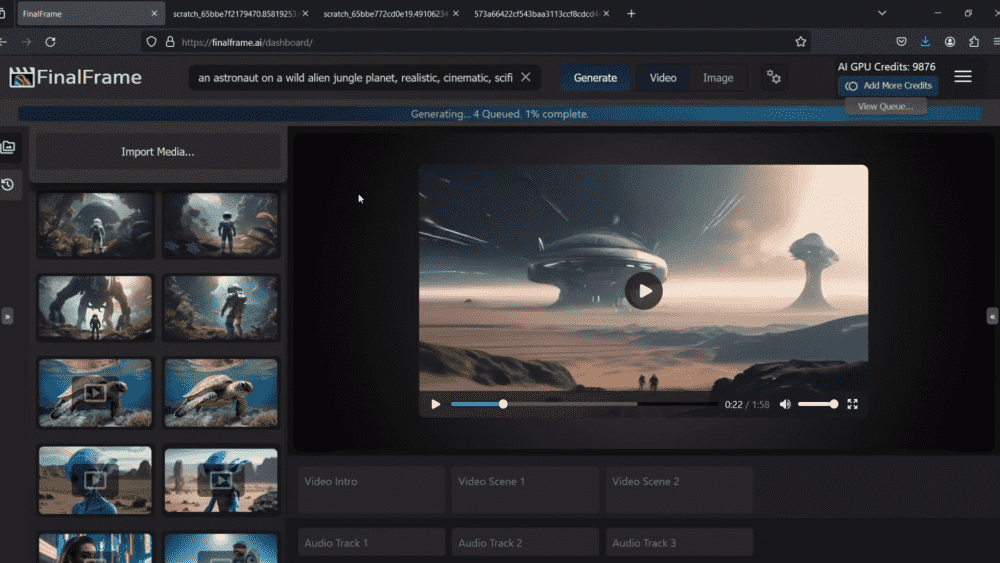 FinalFrame
scratch_65bbe7f2179470.85819253.
scratch_65bbe772cd0e19.49106234
573a66422cf543baa3113ccf8cdcd4
https://finalframe.ai/dashboard/
FinalFrame
an astronaut on a wild alien jungle planet, realistic, cinematic, scifi
Generate
Video
Image
AI GPU Credits: 9876
Add More Credits
View Queue...
Generating... 4 Queued. 1% complete.
Import Media...
0:22 / 1:58
Video Intro
Video Scene 1
Video Scene 2
Audio Track 1
Audio Track 2
Audio Track 3